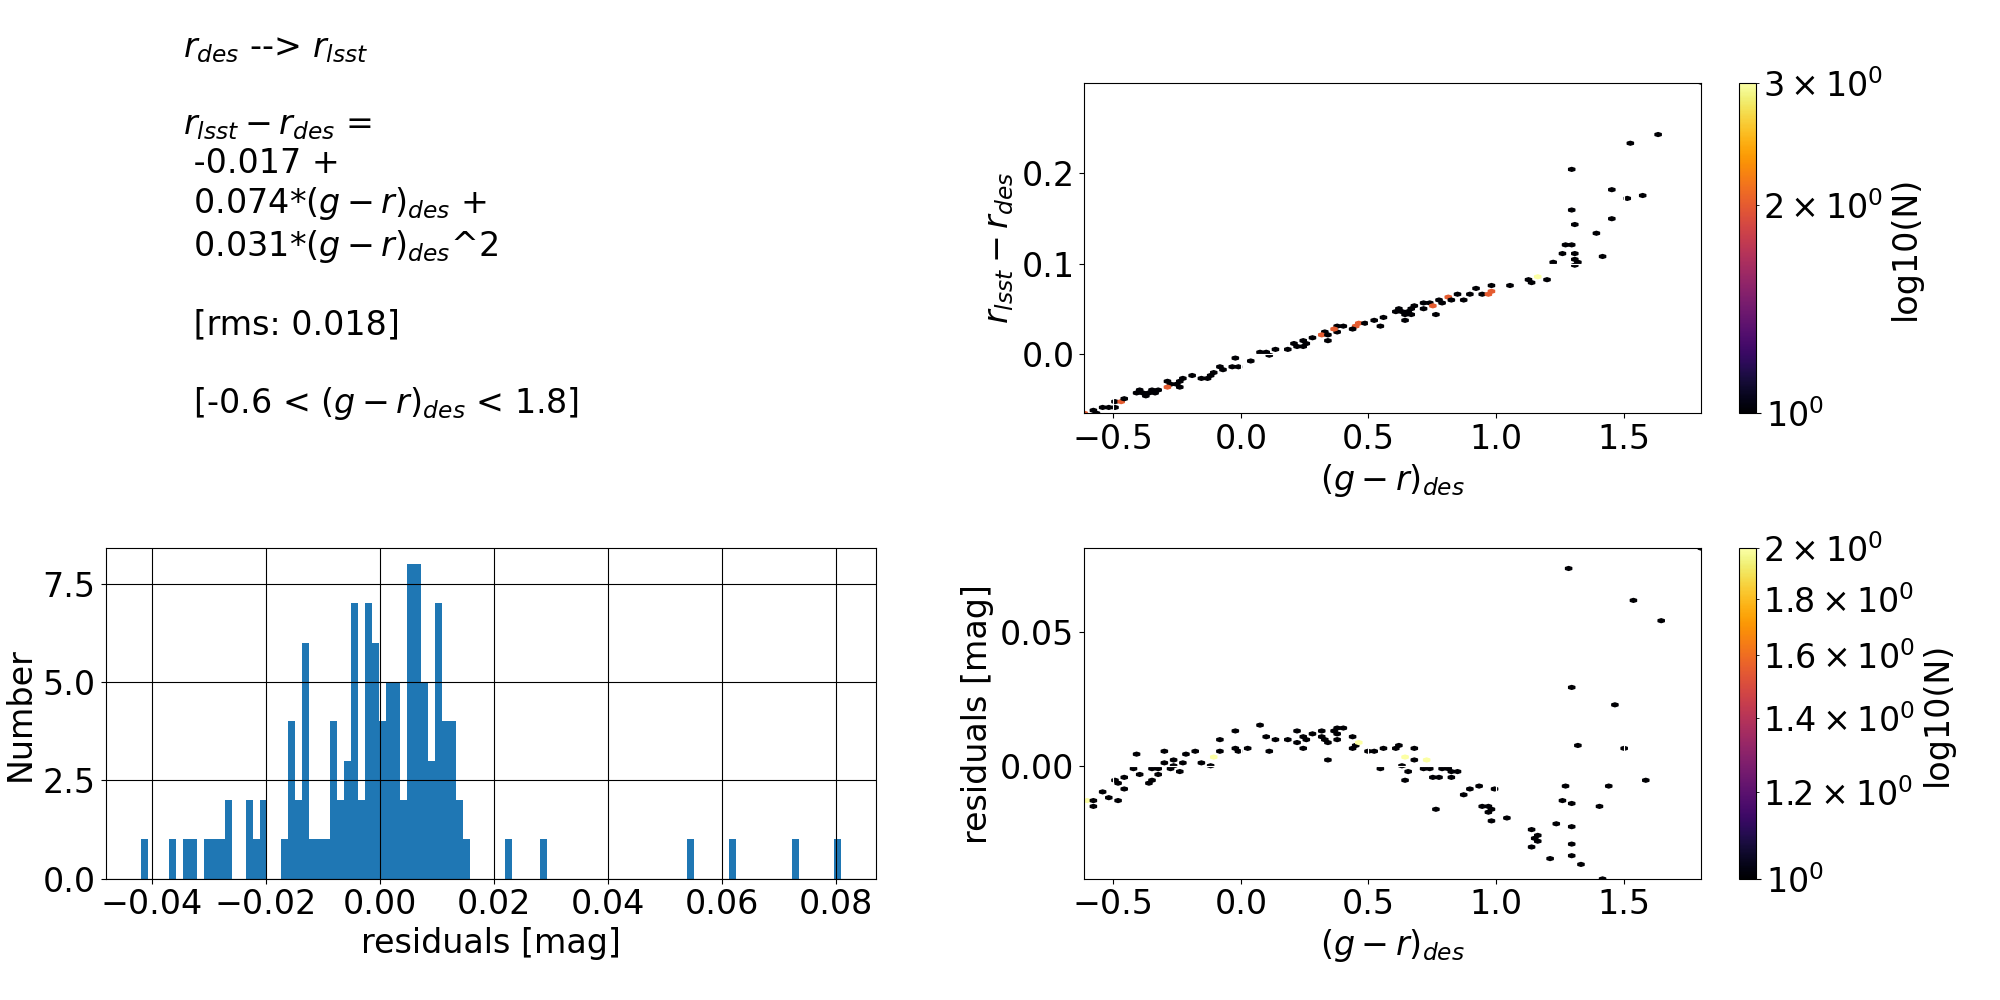 r_des --> r_lsst
r_lsst − r_des =
-0.017 +
0.074*(g − r)_des +
0.031*(g − r)_des^2
[rms: 0.018]
[-0.6 < (g − r)_des < 1.8]
r_lsst − r_des
0.2
0.1
0.0
−0.5 0.0 0.5 1.0 1.5
(g − r)_des
3 × 10^0
2 × 10^0
10^0
log10(N)
Number
7.5
5.0
2.5
0.0
−0.04 −0.02 0.00 0.02 0.04 0.06 0.08
residuals [mag]
residuals [mag]
0.05
0.00
−0.5 0.0 0.5 1.0 1.5
(g − r)_des
2 × 10^0
1.8 × 10^0
1.6 × 10^0
1.4 × 10^0
1.2 × 10^0
10^0
log10(N)